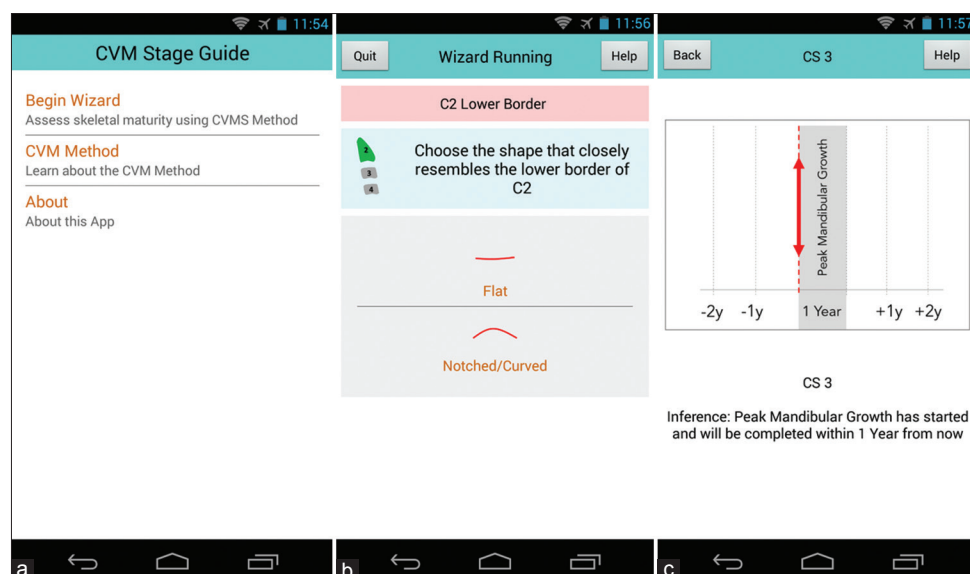 11:54
CVM Stage Guide
Begin Wizard
Assess skeletal maturity using CVMS Method
CVM Method
Learn about the CVM Method
About
About this App
a
11:56
Quit
Wizard Running
Help
C2 Lower Border
2
3
4
Choose the shape that closely
resembles the lower border of
C2
Flat
Notched/Curved
b
11:57
Back
CS 3
Help
Peak Mandibular Growth
-2y -1y 1 Year +1y +2y
CS 3
Inference: Peak Mandibular Growth has started
and will be completed within 1 Year from now
c